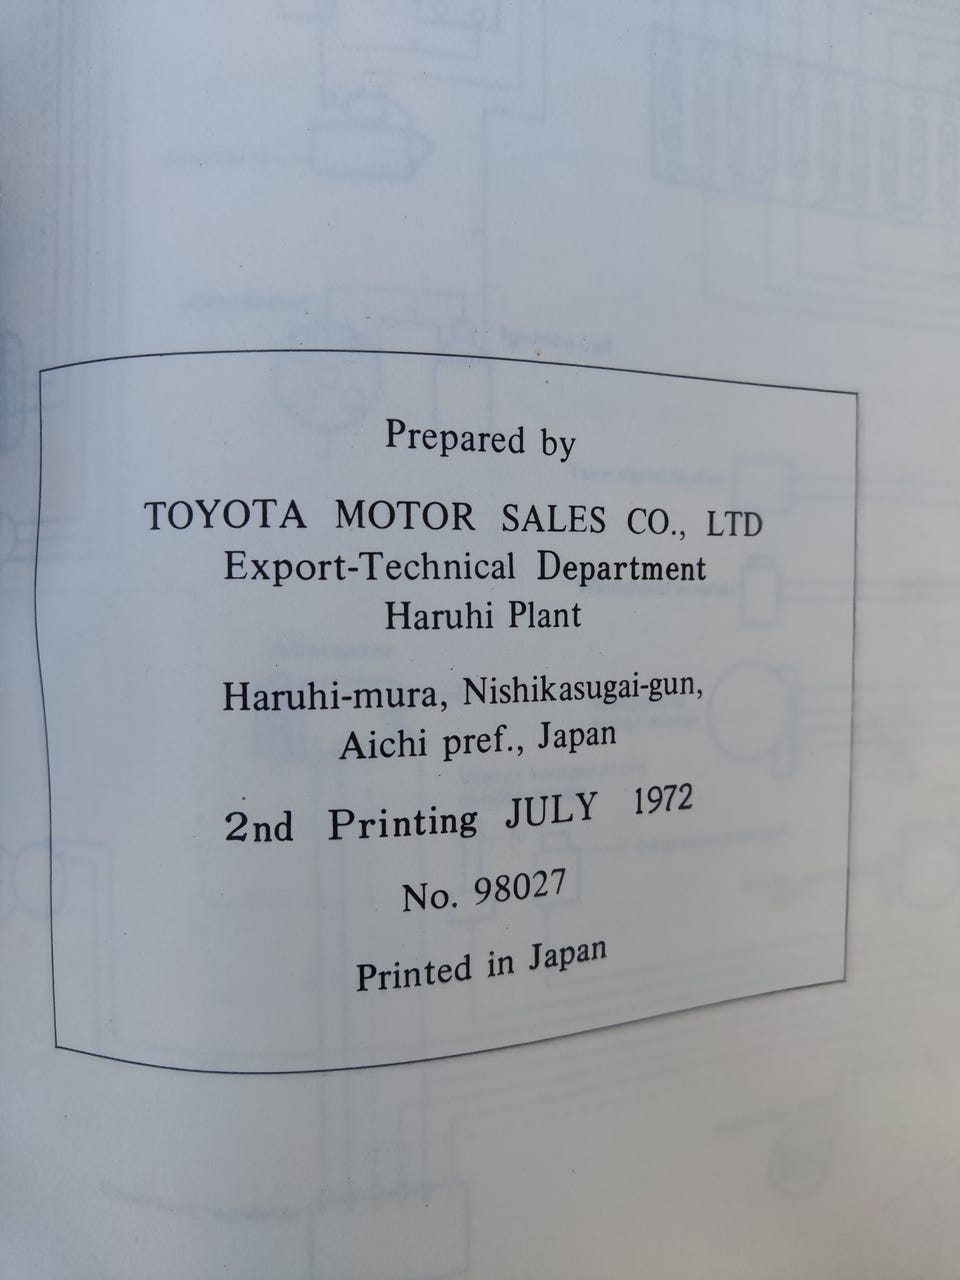 Prepared by
TOYOTA MOTOR SALES CO., LTD
Export-Technical Department
Haruhi Plant
Haruhi-mura, Nishikasugai-gun,
Aichi pref., Japan
2nd Printing JULY 1972
No. 98027
Printed in Japan